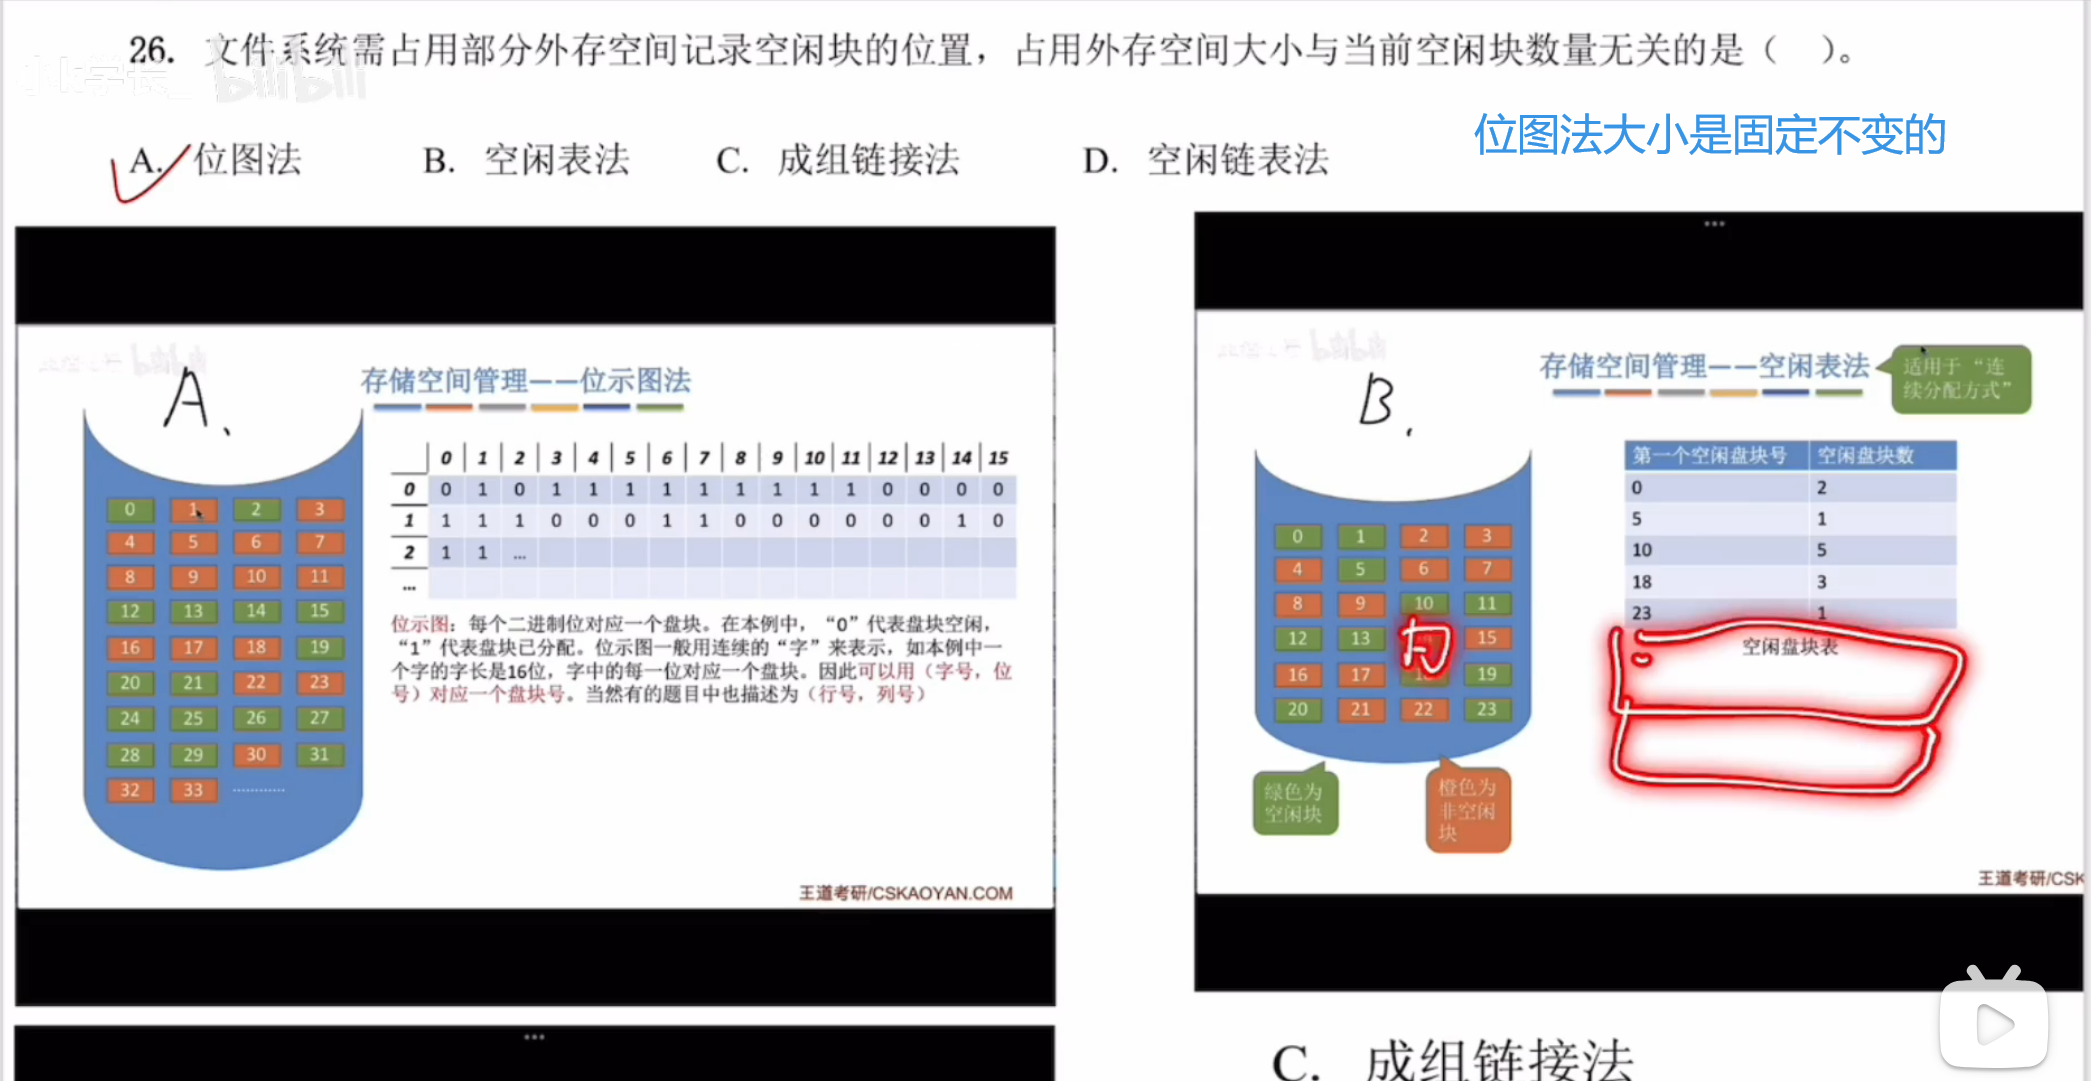 26. 文件系统需占用部分外存空间记录空闲块的位置，占用外存空间大小与当前空闲块数量无关的是（ ）。
bilibili
位图法大小是固定不变的
A. 位图法 B. 空闲表法 C. 成组链接法 D. 空闲链表法
A.
存储空间管理——位示图法
0 1 2 3 4 5 6 7 8 9 10 11 12 13 14 15
0 0 1 0 1 1 1 1 1 1 1 1 1 0 0 0 0
1 1 1 1 0 0 0 1 1 0 0 0 0 0 0 1 0
2 1 1 ...
...
0 1 2 3
4 5 6 7
8 9 10 11
12 13 14 15
16 17 18 19
20 21 22 23
24 25 26 27
28 29 30 31
32 33 ............
位示图：每个二进制位对应一个盘块。在本例中，“0”代表盘块空闲，
“1”代表盘块已分配。位示图一般用连续的“字”来表示，如本例中一
个字的字长是16位，字中的每一位对应一个盘块。因此可以用（字号，位
号）对应一个盘块号。当然有的题目中也描述为（行号，列号）
王道考研/CSKAOYAN.COM
B.
存储空间管理——空闲表法
适用于“连
续分配方式”
第一个空闲盘块号 空闲盘块数
0 2
5 1
10 5
18 3
23 1
空闲盘块表
0 1 2 3
4 5 6 7
8 9 10 11
12 13 15
16 17 19
20 21 22 23
绿色为
空闲块
橙色为
非空闲
块
王道考研/CSK
C. 成组链接法